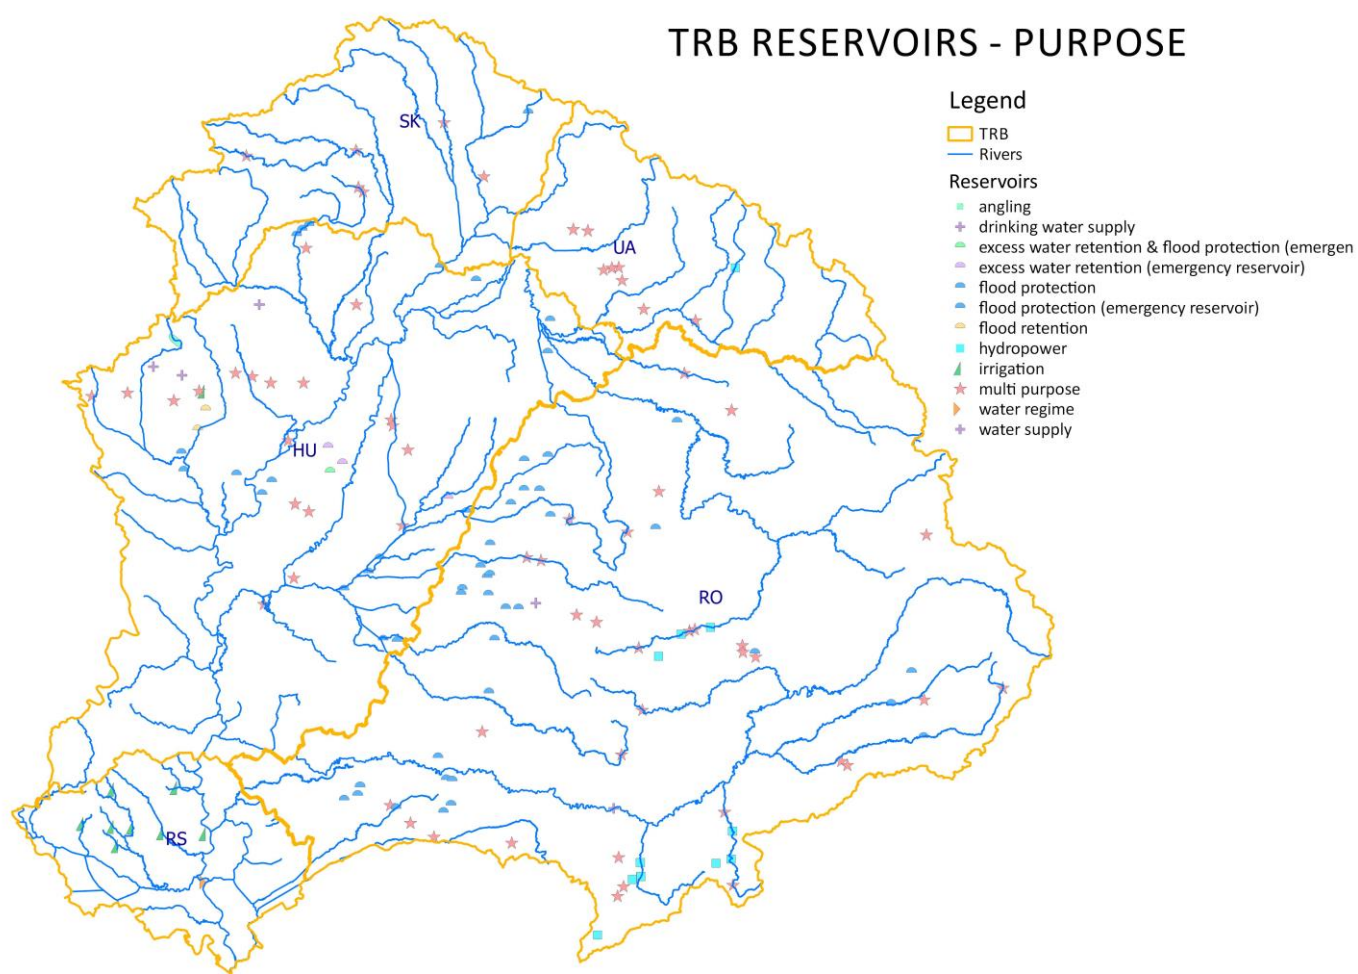 TRB RESERVOIRS - PURPOSE
Legend
TRB
Rivers
Reservoirs
angling
drinking water supply
excess water retention & flood protection (emergen
excess water retention (emergency reservoir)
flood protection
flood protection (emergency reservoir)
flood retention
hydropower
irrigation
multi purpose
water regime
water supply
SK
UA
HU
RO
RS